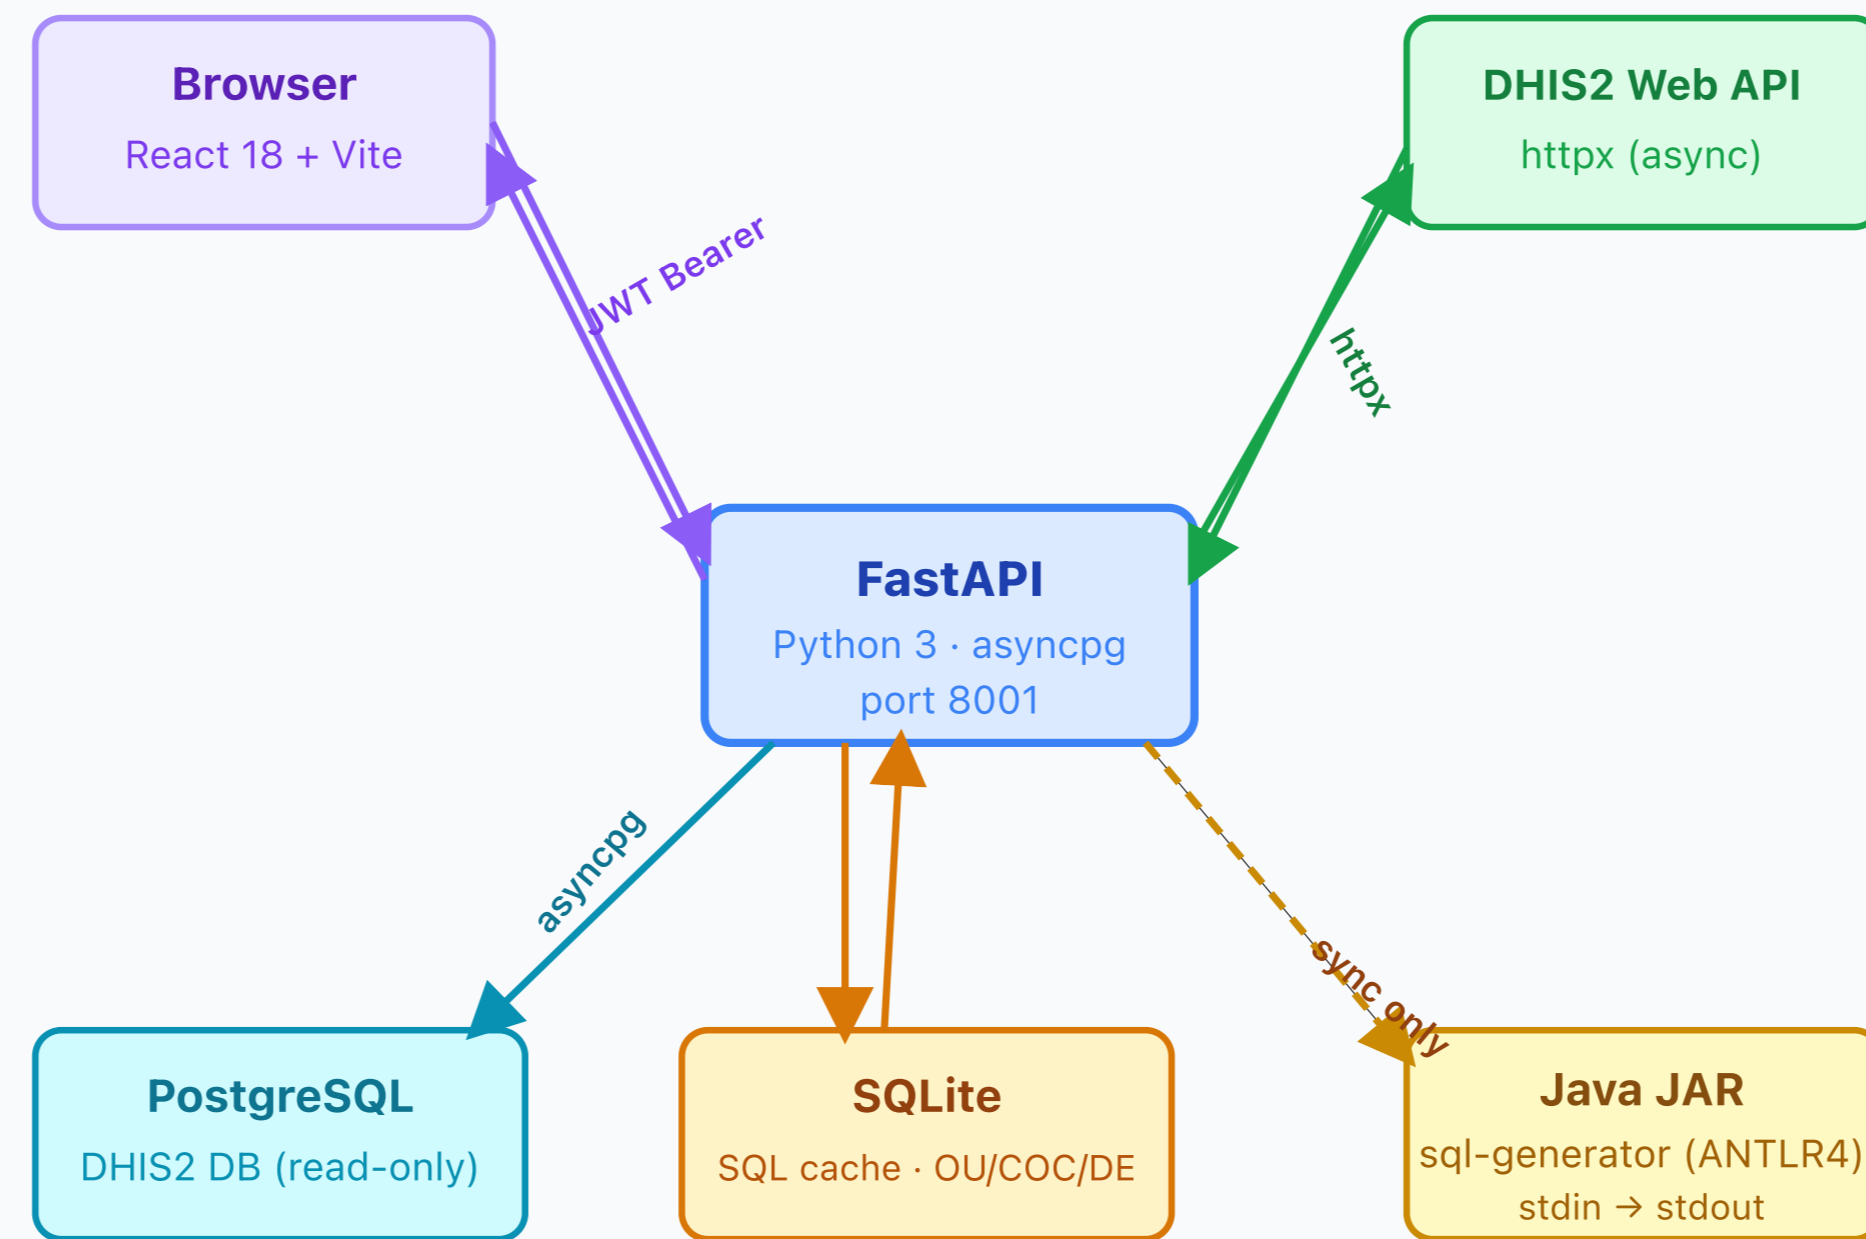 Browser
React 18 + Vite
DHIS2 Web API
httpx (async)
JWT Bearer
httpx
FastAPI
Python 3 · asyncpg
port 8001
asyncpg
sync only
PostgreSQL
DHIS2 DB (read-only)
SQLite
SQL cache · OU/COC/DE
Java JAR
sql-generator (ANTLR4)
stdin → stdout